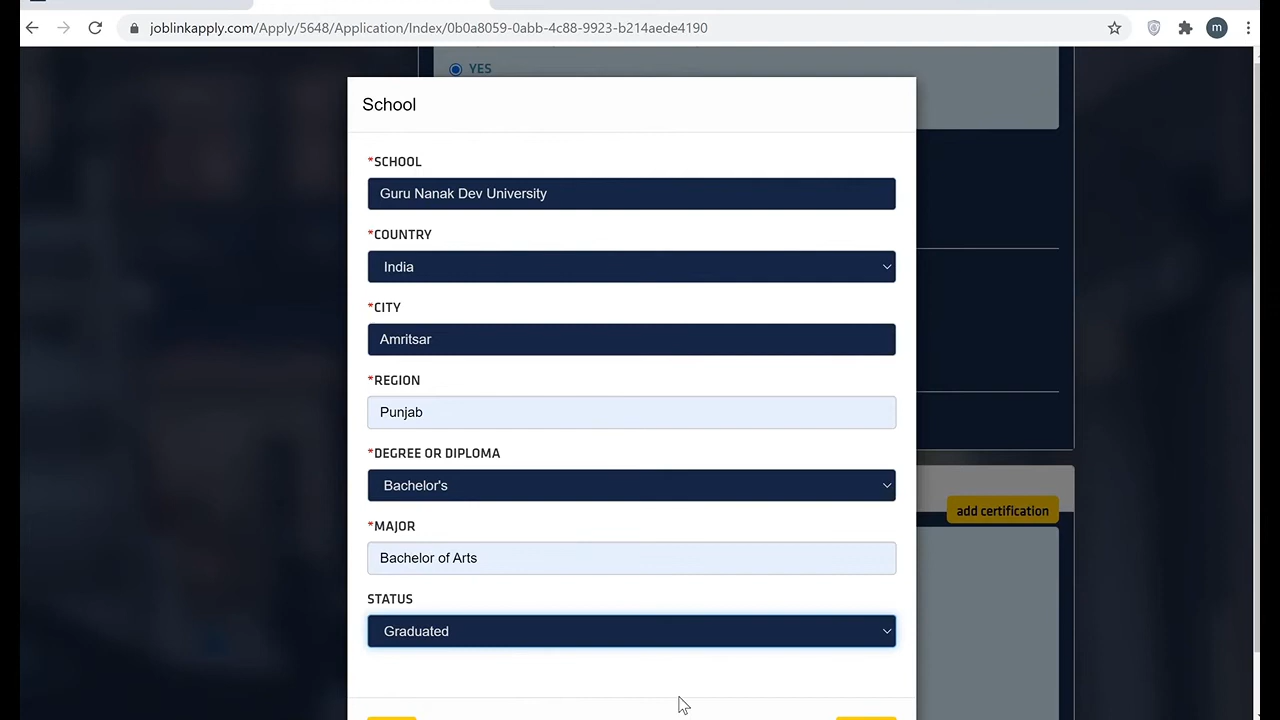 joblinkapply.com/Apply/5648/Application/Index/0b0a8059-0abb-4c88-9923-b214aede4190
m
YES
School
*SCHOOL
Guru Nanak Dev University
*COUNTRY
India
*CITY
Amritsar
*REGION
Punjab
*DEGREE OR DIPLOMA
Bachelor's
add certification
*MAJOR
Bachelor of Arts
STATUS
Graduated